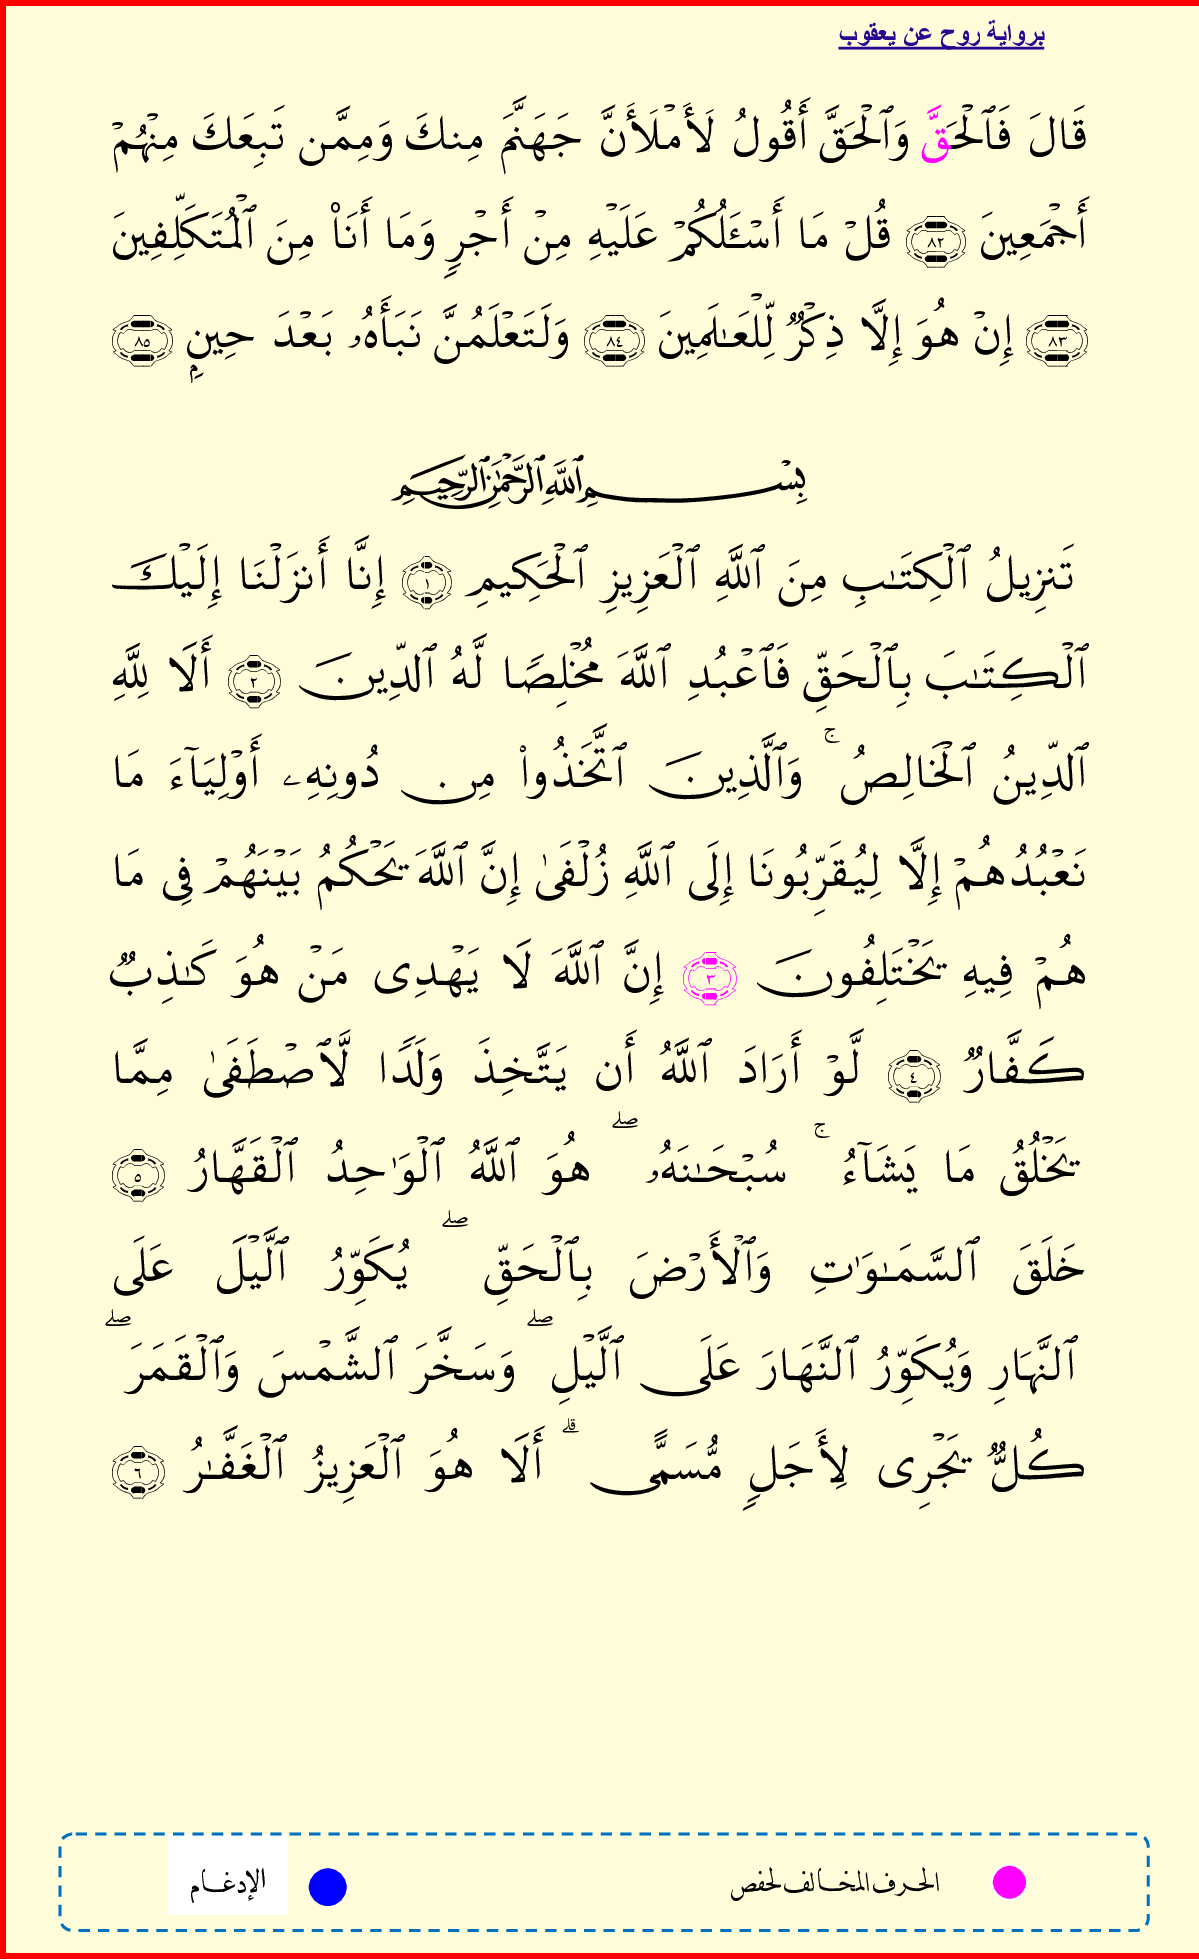 برواية روح عن يعقوب
قَالَ فَٱلْحَقَّ وَٱلْحَقَّ أَقُولُ لَأَمْلَأَنَّ جَهَنَّمَ مِنكَ وَمِمَّن تَبِعَكَ مِنْهُمْ
أَجْمَعِينَ ٨٢ قُلْ مَا أَسْـَٔلُكُمْ عَلَيْهِ مِنْ أَجْرٍ وَمَا أَنَا۠ مِنَ ٱلْمُتَكَلِّفِينَ
٨٣ إِنْ هُوَ إِلَّا ذِكْرٌ لِّلْعَـٰلَمِينَ ٨٤ وَلَتَعْلَمُنَّ نَبَأَهُۥ بَعْدَ حِينٍۭ ٨٥
بِسْمِ ٱللَّهِ ٱلرَّحْمَـٰنِ ٱلرَّحِيمِ
تَنزِيلُ ٱلْكِتَـٰبِ مِنَ ٱللَّهِ ٱلْعَزِيزِ ٱلْحَكِيمِ ١ إِنَّا أَنزَلْنَا إِلَيْكَ
ٱلْكِتَـٰبَ بِٱلْحَقِّ فَٱعْبُدِ ٱللَّهَ مُخْلِصًا لَّهُ ٱلدِّينَ ٢ أَلَا لِلَّهِ
ٱلدِّينُ ٱلْخَالِصُ ۚ وَٱلَّذِينَ ٱتَّخَذُوا۟ مِن دُونِهِۦ أَوْلِيَآءَ مَا
نَعْبُدُهُمْ إِلَّا لِيُقَرِّبُونَا إِلَى ٱللَّهِ زُلْفَىٰ إِنَّ ٱللَّهَ يَحْكُمُ بَيْنَهُمْ فِى مَا
هُمْ فِيهِ يَخْتَلِفُونَ ٣ إِنَّ ٱللَّهَ لَا يَهْدِى مَنْ هُوَ كَـٰذِبٌ
كَفَّارٌ ٤ لَّوْ أَرَادَ ٱللَّهُ أَن يَتَّخِذَ وَلَدًا لَّٱصْطَفَىٰ مِمَّا
يَخْلُقُ مَا يَشَآءُ ۚ سُبْحَـٰنَهُۥ ۖ هُوَ ٱللَّهُ ٱلْوَٰحِدُ ٱلْقَهَّارُ ٥
خَلَقَ ٱلسَّمَـٰوَٰتِ وَٱلْأَرْضَ بِٱلْحَقِّ ۖ يُكَوِّرُ ٱلَّيْلَ عَلَى
ٱلنَّهَارِ وَيُكَوِّرُ ٱلنَّهَارَ عَلَى ٱلَّيْلِ ۖ وَسَخَّرَ ٱلشَّمْسَ وَٱلْقَمَرَ ۖ
كُلٌّ يَجْرِى لِأَجَلٍ مُّسَمًّى ۗ أَلَا هُوَ ٱلْعَزِيزُ ٱلْغَفَّـٰرُ ٦
الحرف المخالف لحفص الإدغام